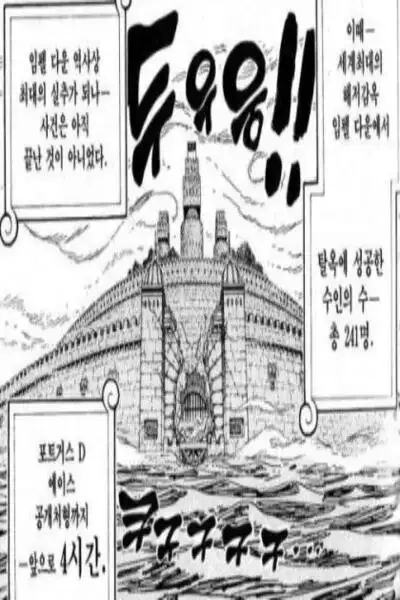 이때—
세계최대의
해저감옥
임펠 다운에서
탈옥에 성공한
수인의 수—
총 241명.
두우웅!!
임펠 다운 역사상
최대의 실추가 되나—
사건은 아직
끝난 것이 아니었다.
포트거스 D
에이스
공개처형까지
—앞으로 4시간.
쿠구구구구...